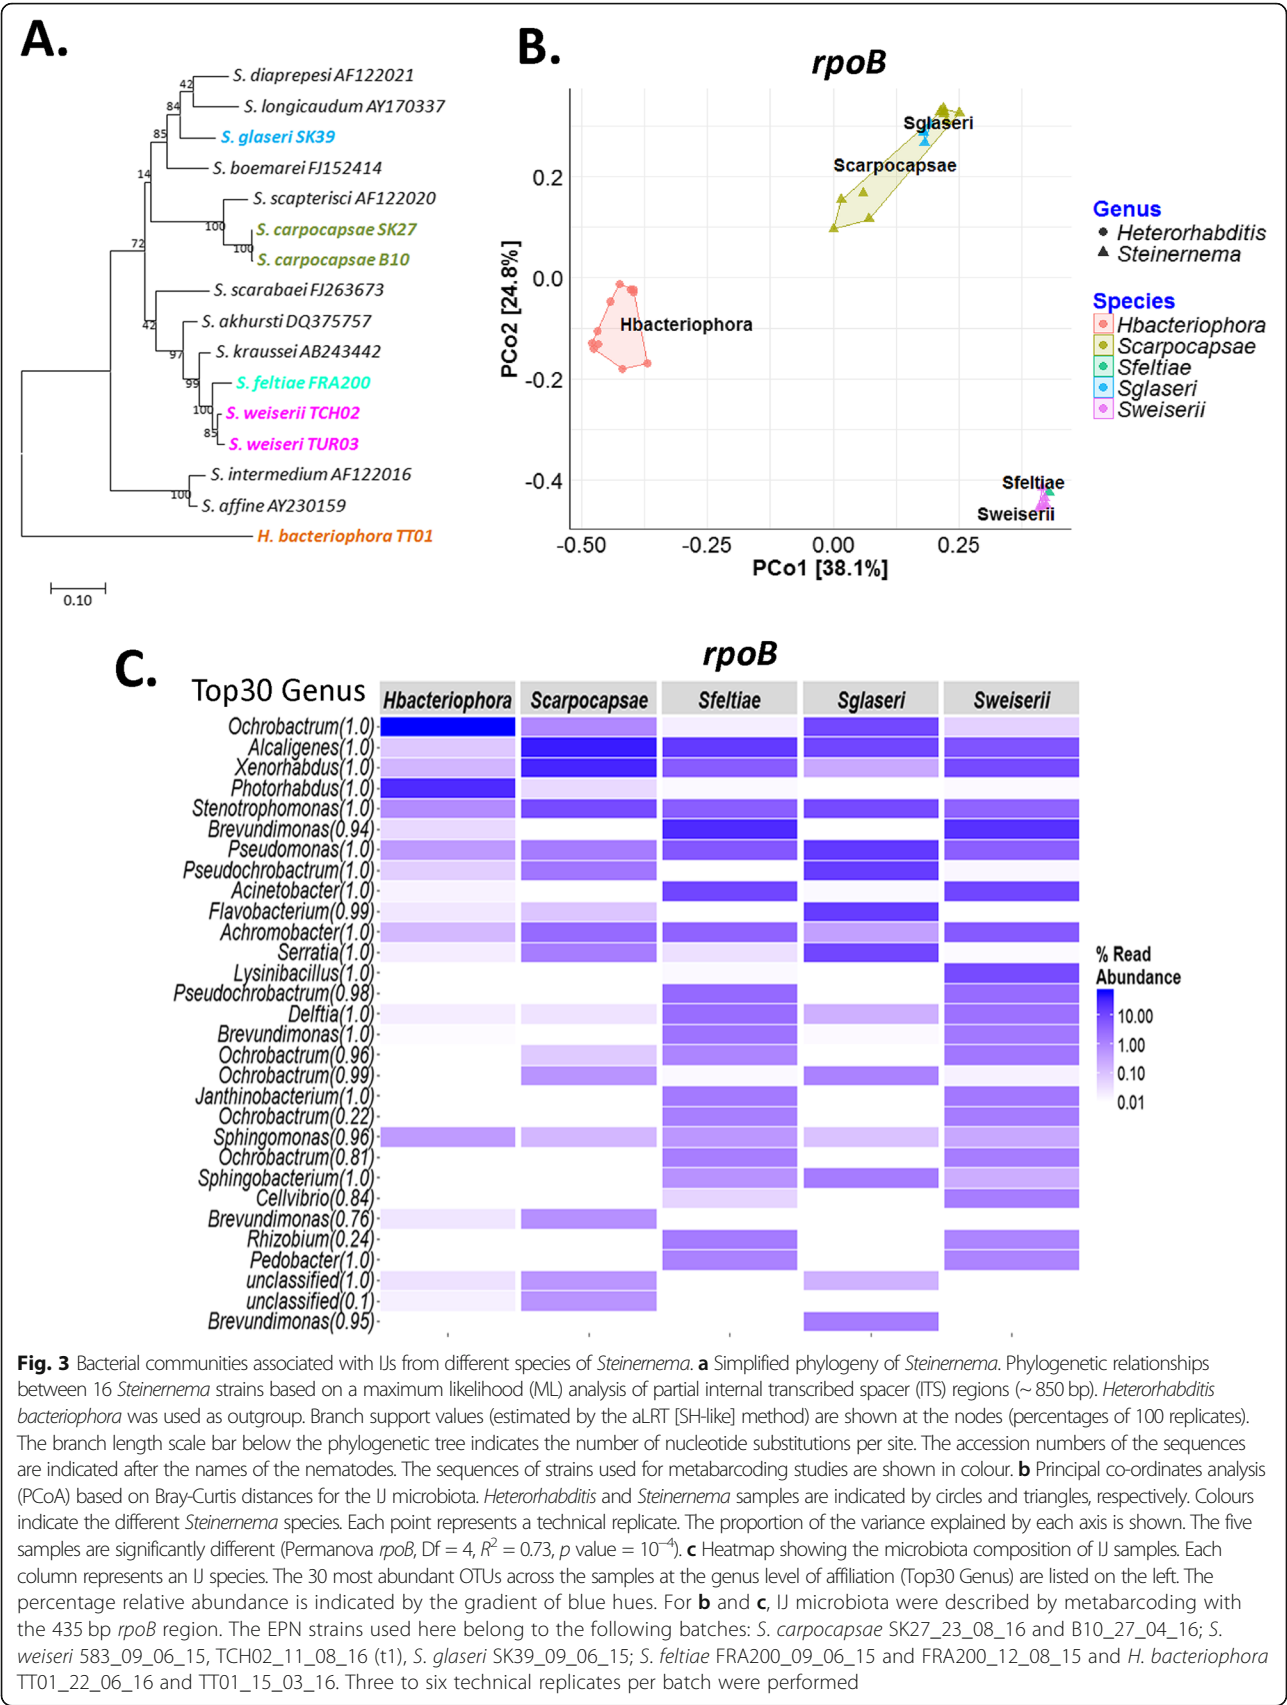 A.
42
S. diaprepesi AF122021
84
S. longicaudum AY170337
85
S. glaseri SK39
14
S. boemarei FJ152414
S. scapterisci AF122020
100
S. carpocapsae SK27
100
S. carpocapsae B10
72
S. scarabaei FJ263673
42
S. akhursti DQ375757
97
S. kraussei AB243442
99
S. feltiae FRA200
100
S. weiserii TCH02
85
S. weiseri TUR03
S. intermedium AF122016
100
S. affine AY230159
H. bacteriophora TT01
0.10
B.
rpoB
PCo2 [24.8%]
0.2
0.0
-0.2
-0.4
Sglaseri
Scarpocapsae
Hbacteriophora
Sfeltiae
Sweiserii
-0.50 -0.25 0.00 0.25
PCo1 [38.1%]
Genus
Heterorhabditis
Steinernema
Species
Hbacteriophora
Scarpocapsae
Sfeltiae
Sglaseri
Sweiserii
C.
rpoB
Top30 Genus
Hbacteriophora Scarpocapsae Sfeltiae Sglaseri Sweiserii
Ochrobactrum(1.0)
Alcaligenes(1.0)
Xenorhabdus(1.0)
Photorhabdus(1.0)
Stenotrophomonas(1.0)
Brevundimonas(0.94)
Pseudomonas(1.0)
Pseudochrobactrum(1.0)
Acinetobacter(1.0)
Flavobacterium(0.99)
Achromobacter(1.0)
Serratia(1.0)
Lysinibacillus(1.0)
Pseudochrobactrum(0.98)
Delftia(1.0)
Brevundimonas(1.0)
Ochrobactrum(0.96)
Ochrobactrum(0.99)
Janthinobacterium(1.0)
Ochrobactrum(0.22)
Sphingomonas(0.96)
Ochrobactrum(0.81)
Sphingobacterium(1.0)
Cellvibrio(0.84)
Brevundimonas(0.76)
Rhizobium(0.24)
Pedobacter(1.0)
unclassified(1.0)
unclassified(0.1)
Brevundimonas(0.95)
% Read
Abundance
10.00
1.00
0.10
0.01
Fig. 3 Bacterial communities associated with IJs from different species of Steinernema. a Simplified phylogeny of Steinernema. Phylogenetic relationships
between 16 Steinernema strains based on a maximum likelihood (ML) analysis of partial internal transcribed spacer (ITS) regions (~ 850 bp). Heterorhabditis
bacteriophora was used as outgroup. Branch support values (estimated by the aLRT [SH-like] method) are shown at the nodes (percentages of 100 replicates).
The branch length scale bar below the phylogenetic tree indicates the number of nucleotide substitutions per site. The accession numbers of the sequences
are indicated after the names of the nematodes. The sequences of strains used for metabarcoding studies are shown in colour. b Principal co-ordinates analysis
(PCoA) based on Bray-Curtis distances for the IJ microbiota. Heterorhabditis and Steinernema samples are indicated by circles and triangles, respectively. Colours
indicate the different Steinernema species. Each point represents a technical replicate. The proportion of the variance explained by each axis is shown. The five
samples are significantly different (Permanova rpoB, Df = 4, R² = 0.73, p value = 10⁻⁴). c Heatmap showing the microbiota composition of IJ samples. Each
column represents an IJ species. The 30 most abundant OTUs across the samples at the genus level of affiliation (Top30 Genus) are listed on the left. The
percentage relative abundance is indicated by the gradient of blue hues. For b and c, IJ microbiota were described by metabarcoding with
the 435 bp rpoB region. The EPN strains used here belong to the following batches: S. carpocapsae SK27_23_08_16 and B10_27_04_16; S.
weiseri 583_09_06_15, TCH02_11_08_16 (t1), S. glaseri SK39_09_06_15; S. feltiae FRA200_09_06_15 and FRA200_12_08_15 and H. bacteriophora
TT01_22_06_16 and TT01_15_03_16. Three to six technical replicates per batch were performed